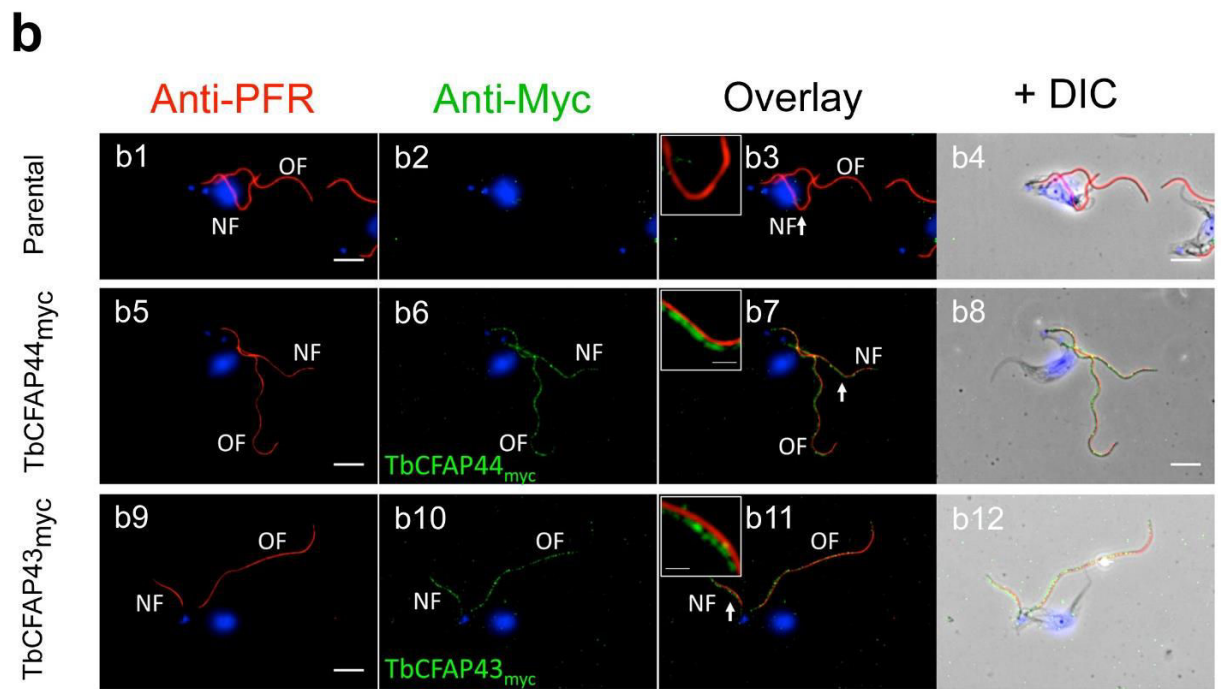 b
Anti-PFR Anti-Myc Overlay + DIC
Parental
b1 OF NF
b2
b3 OF NF
b4
TbCFAP44myc
b5 NF OF
b6 NF OF TbCFAP44myc
b7 NF OF
b8
TbCFAP43myc
b9 OF NF
b10 OF NF TbCFAP43myc
b11 OF NF
b12